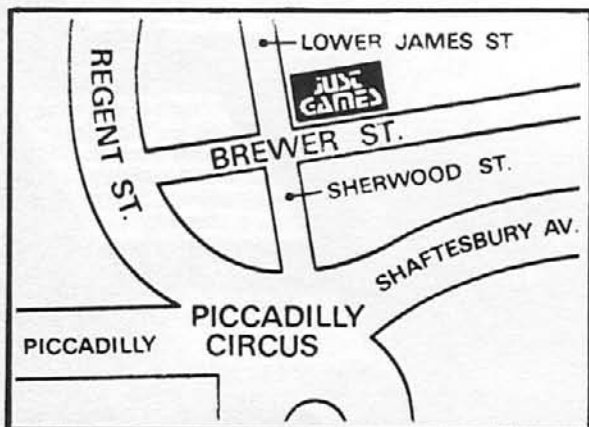 LOWER JAMES ST
REGENT ST.
JUST
GAMES
BREWER ST.
SHERWOOD ST.
SHAFTESBURY AV.
PICCADILLY
CIRCUS
PICCADILLY